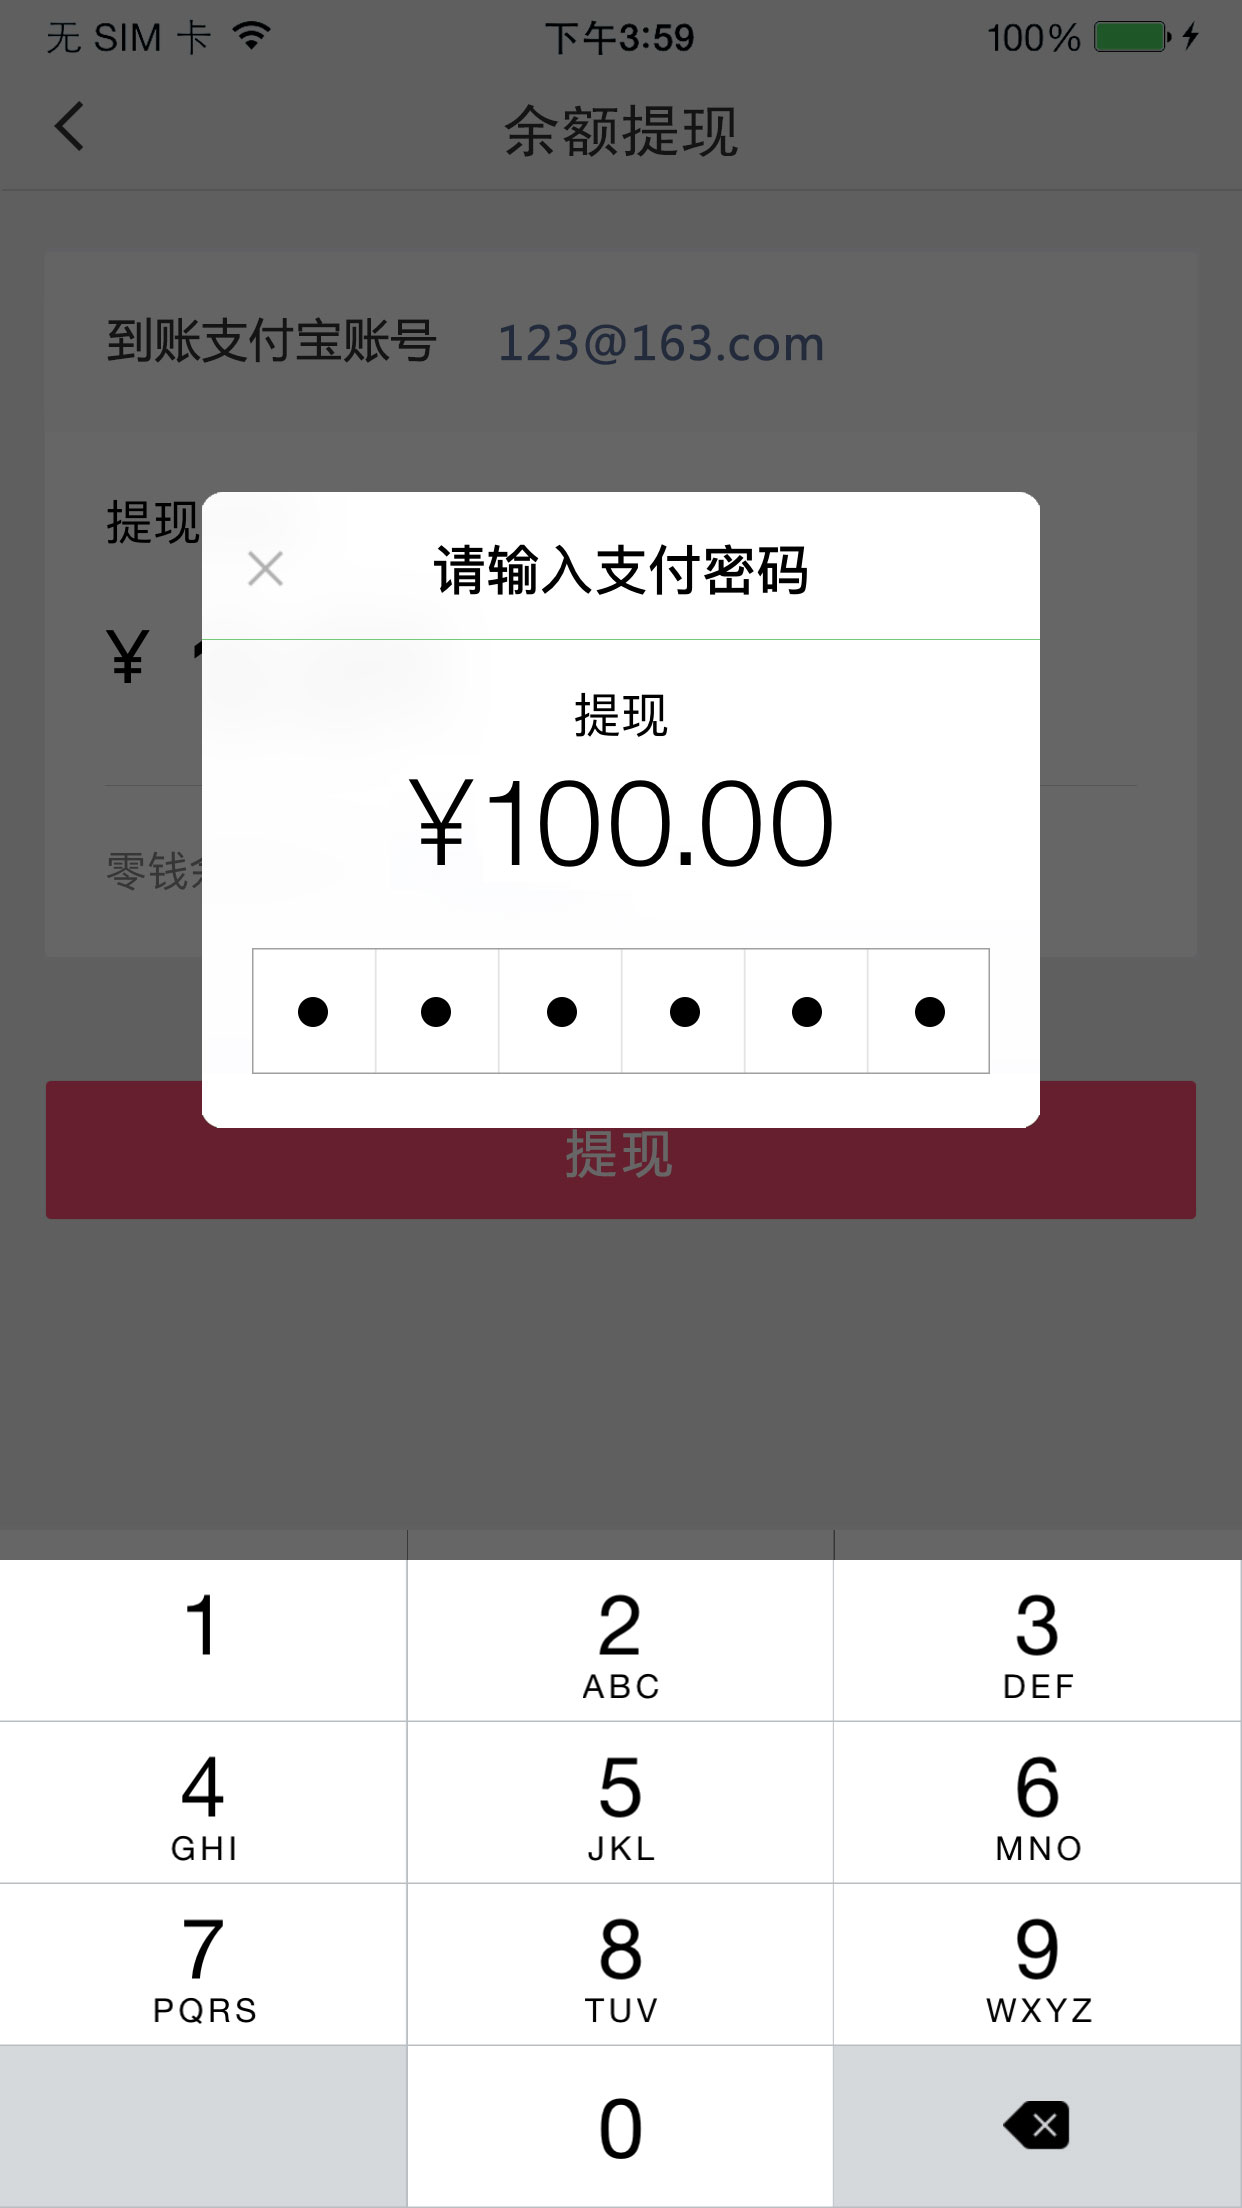 无 SIM 卡
下午3:59
100%
余额提现
到账支付宝账号 123@163.com
提现
请输入支付密码
¥
提现
¥100.00
零钱
提现
1
2
ABC
3
DEF
4
GHI
5
JKL
6
MNO
7
PQRS
8
TUV
9
WXYZ
0